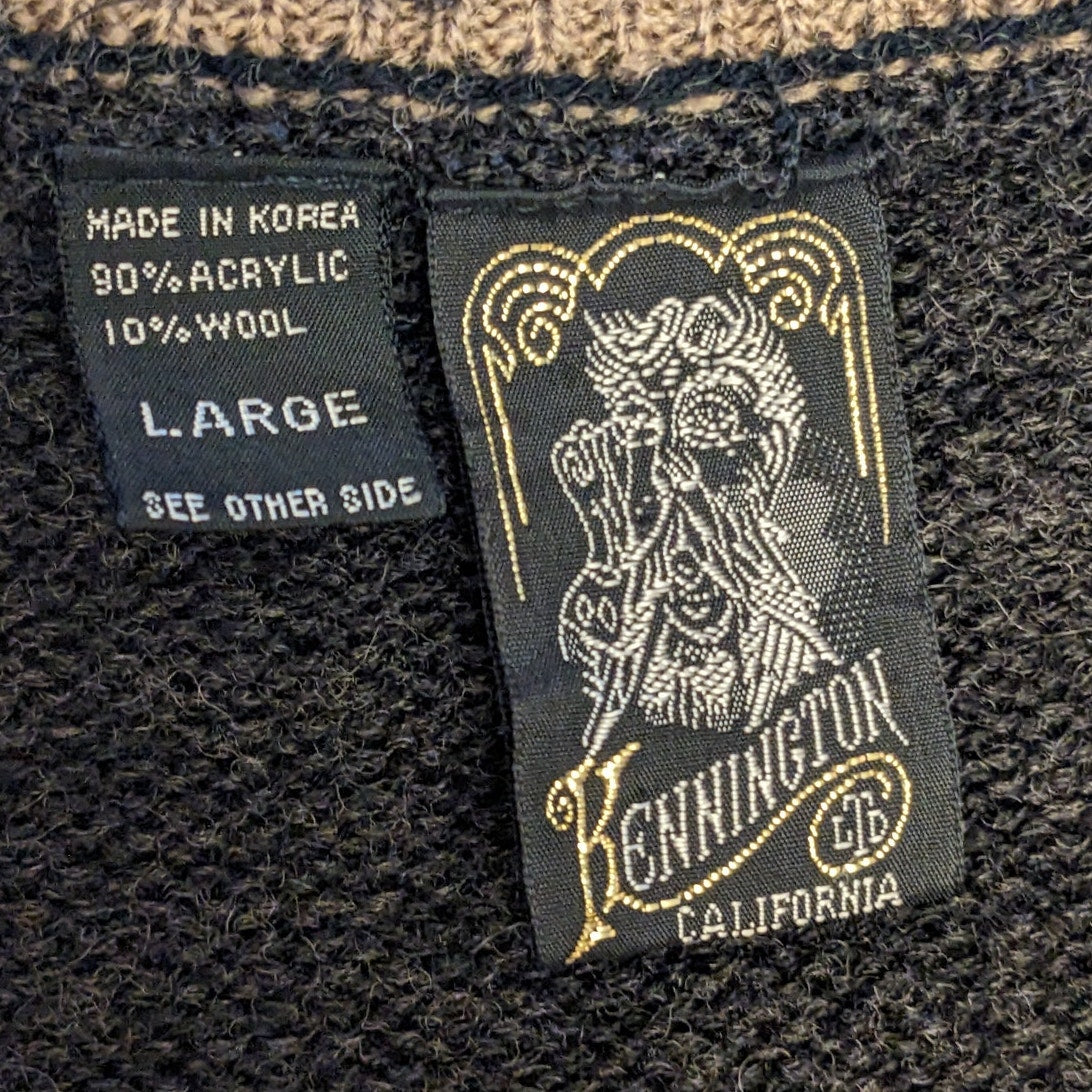 MADE IN KOREA
90% ACRYLIC
10% WOOL
LARGE
SEE OTHER SIDE
KENNINGTON
LTD
CALIFORNIA